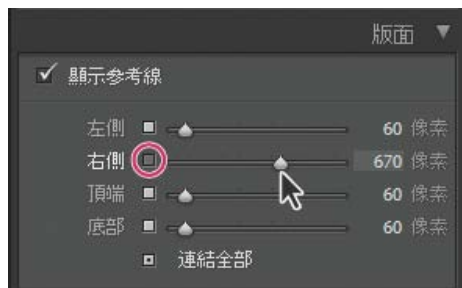 版面
顯示參考線
左側 60 像素
右側 670 像素
頂端 60 像素
底部 60 像素
連結全部